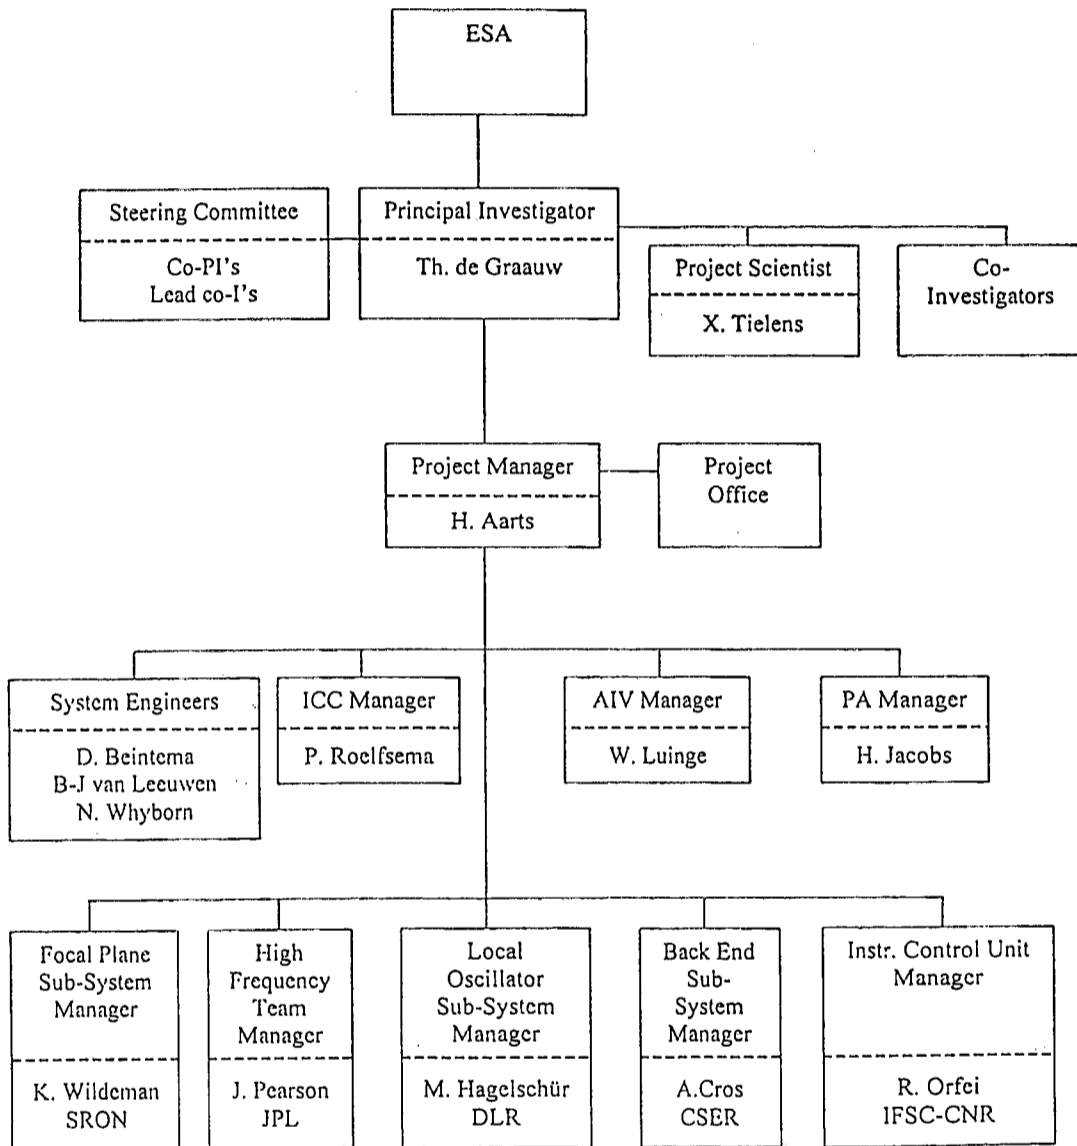 ESA
Steering Committee
Co-PI's
Lead co-I's
Principal Investigator
Th. de Graauw
Project Scientist
X. Tielens
Co-
Investigators
Project Manager
H. Aarts
Project
Office
System Engineers
D. Beintema
B-J van Leeuwen
N. Whyborn
ICC Manager
P. Roelfsema
AIV Manager
W. Luinge
PA Manager
H. Jacobs
Focal Plane
Sub-System
Manager
K. Wildeman
SRON
High
Frequency
Team
Manager
J. Pearson
JPL
Local
Oscillator
Sub-System
Manager
M. Hagelschür
DLR
Back End
Sub-
System
Manager
A.Cros
CSER
Instr. Control Unit
Manager
R. Orfei
IFSC-CNR